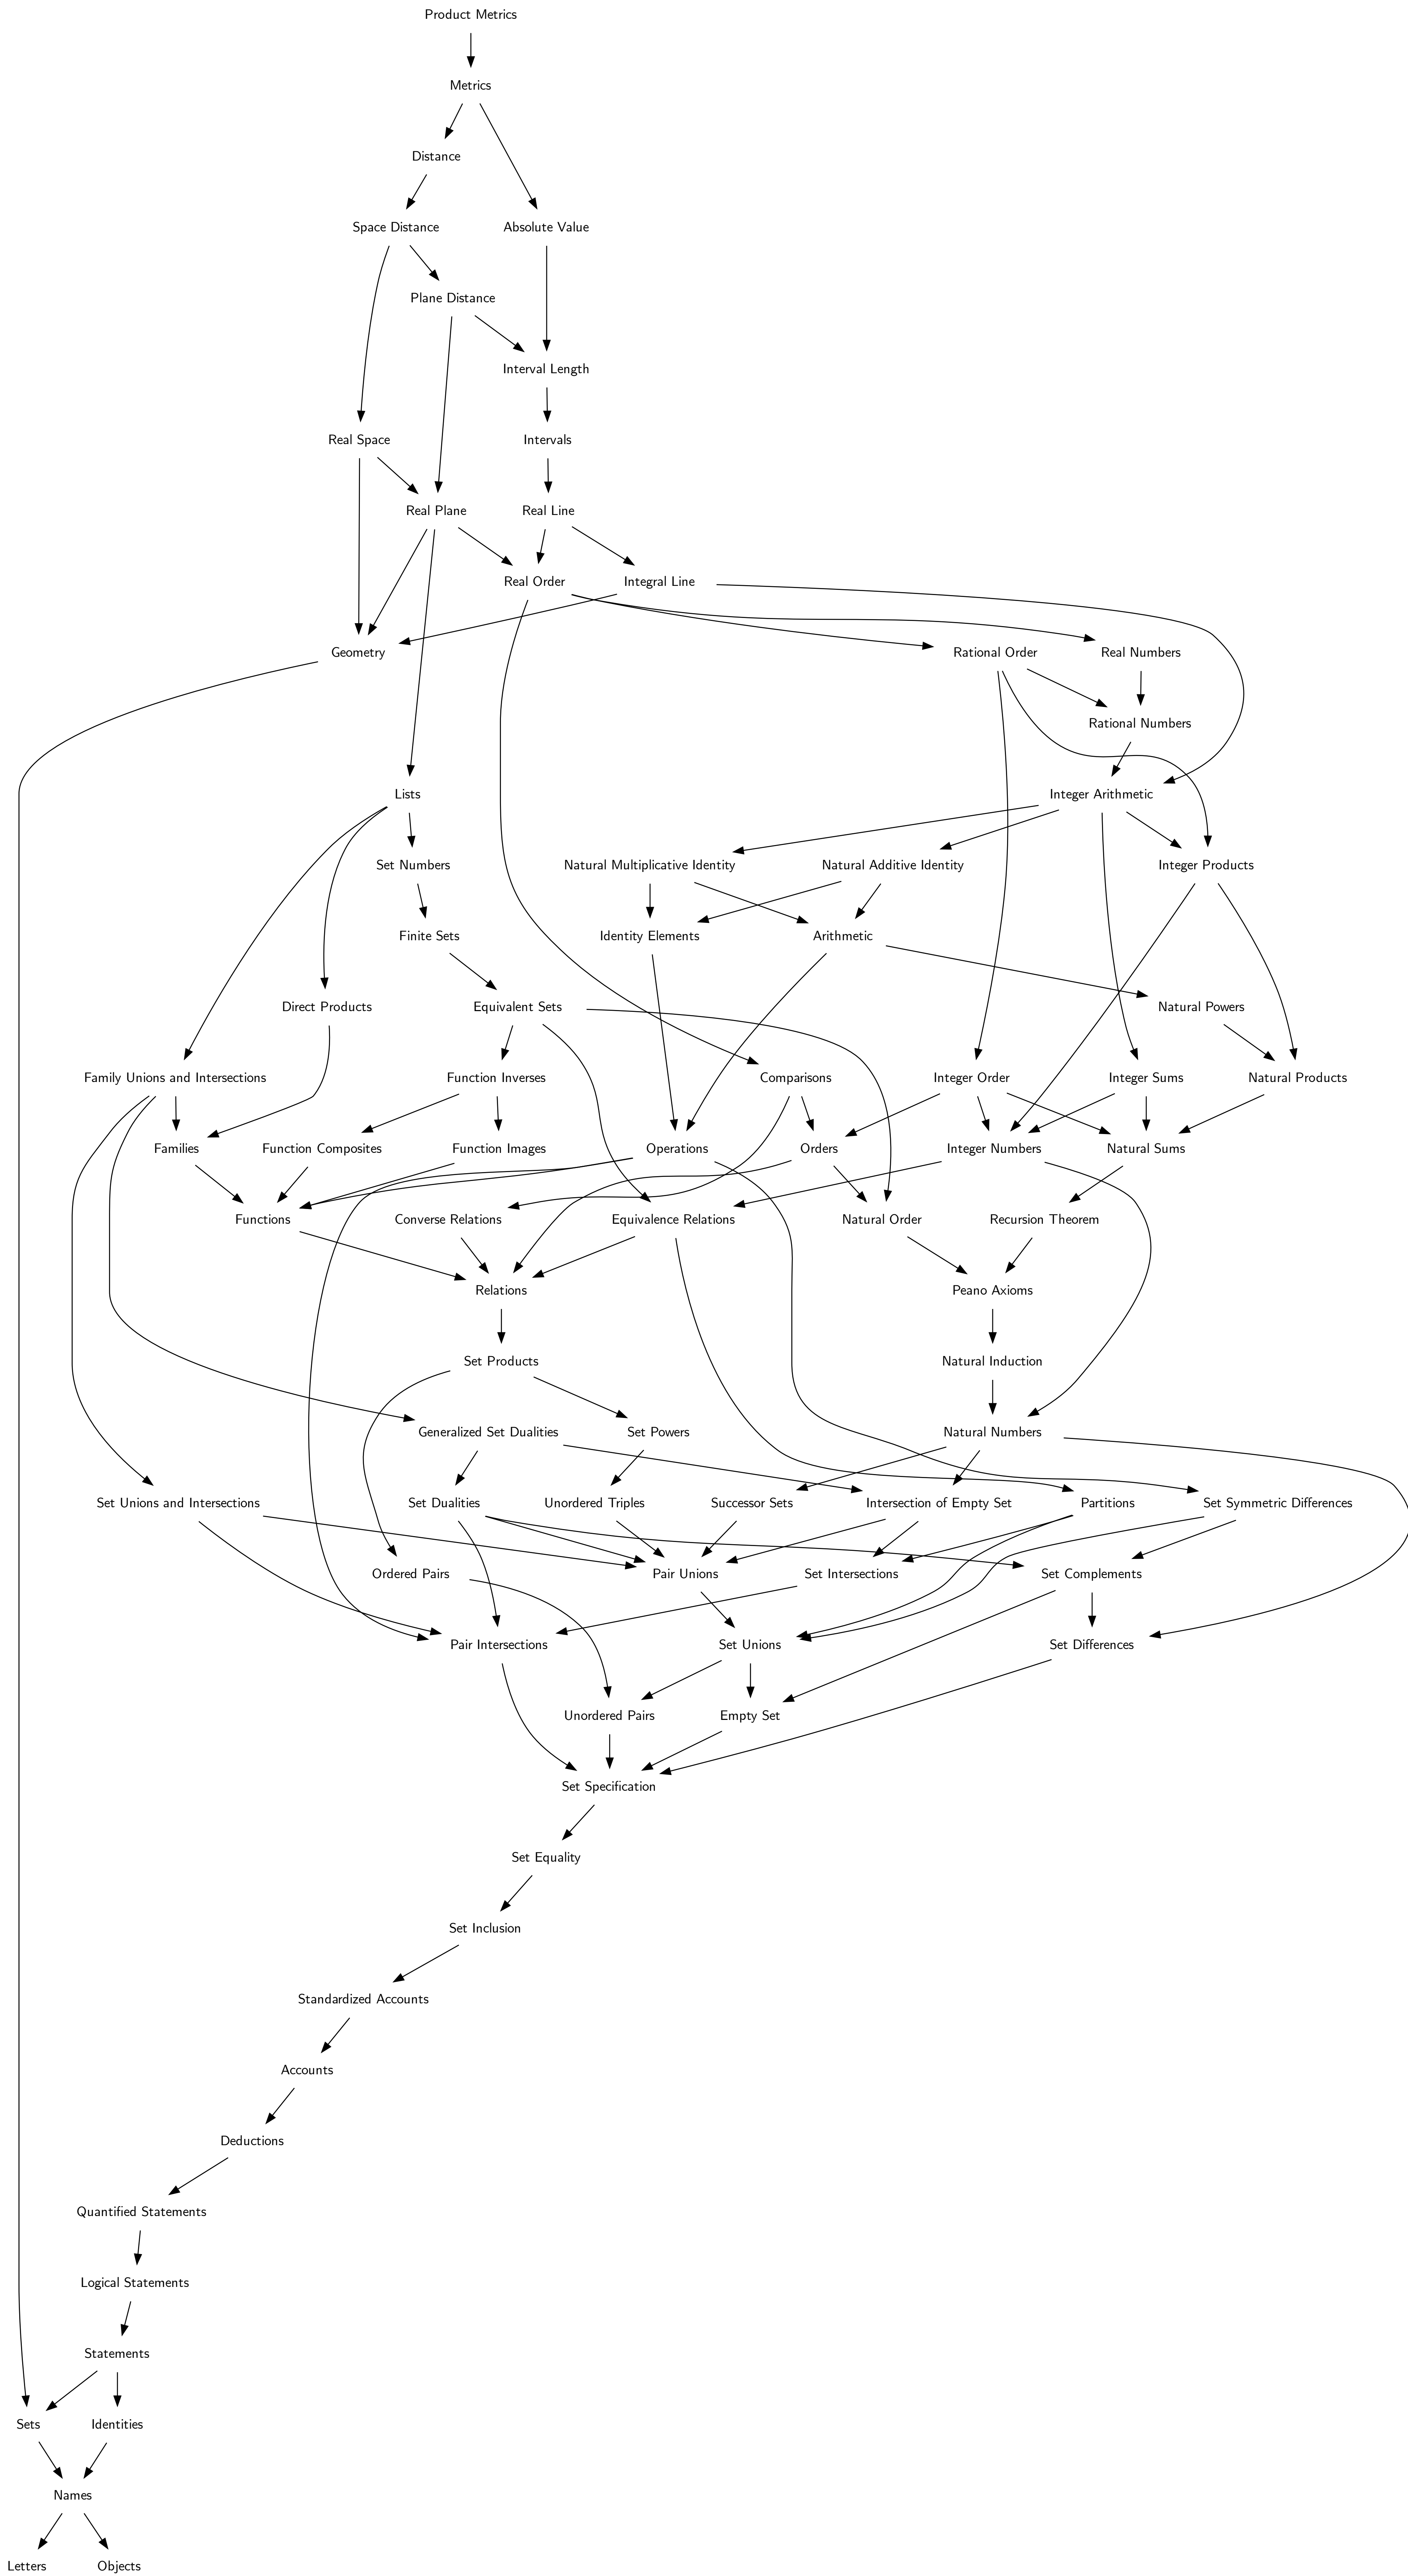 Product Metrics
Metrics
Distance
Space Distance
Absolute Value
Plane Distance
Interval Length
Real Space
Intervals
Real Plane
Real Line
Real Order
Integral Line
Geometry
Rational Order
Real Numbers
Rational Numbers
Lists
Integer Arithmetic
Set Numbers
Natural Multiplicative Identity
Natural Additive Identity
Integer Products
Finite Sets
Identity Elements
Arithmetic
Direct Products
Equivalent Sets
Natural Powers
Family Unions and Intersections
Function Inverses
Comparisons
Integer Order
Integer Sums
Natural Products
Families
Function Composites
Function Images
Operations
Orders
Integer Numbers
Natural Sums
Functions
Converse Relations
Equivalence Relations
Natural Order
Recursion Theorem
Relations
Peano Axioms
Set Products
Natural Induction
Generalized Set Dualities
Set Powers
Natural Numbers
Set Unions and Intersections
Set Dualities
Unordered Triples
Successor Sets
Intersection of Empty Set
Partitions
Set Symmetric Differences
Ordered Pairs
Pair Unions
Set Intersections
Set Complements
Pair Intersections
Set Unions
Set Differences
Unordered Pairs
Empty Set
Set Specification
Set Equality
Set Inclusion
Standardized Accounts
Accounts
Deductions
Quantified Statements
Logical Statements
Statements
Sets
Identities
Names
Letters
Objects